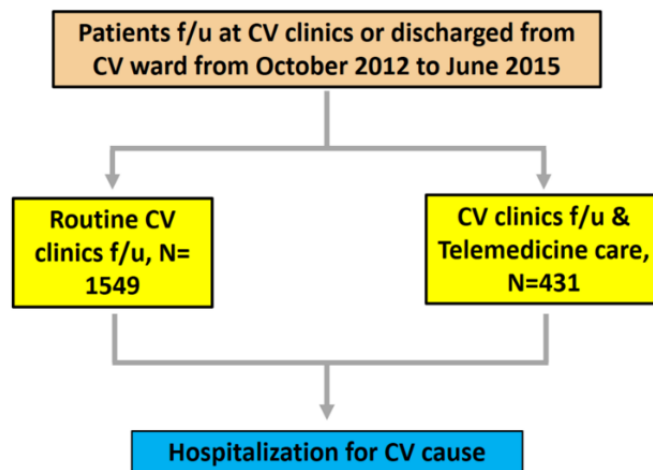 Patients f/u at CV clinics or discharged from
CV ward from October 2012 to June 2015
Routine CV
clinics f/u, N=
1549
CV clinics f/u &
Telemedicine care,
N=431
Hospitalization for CV cause